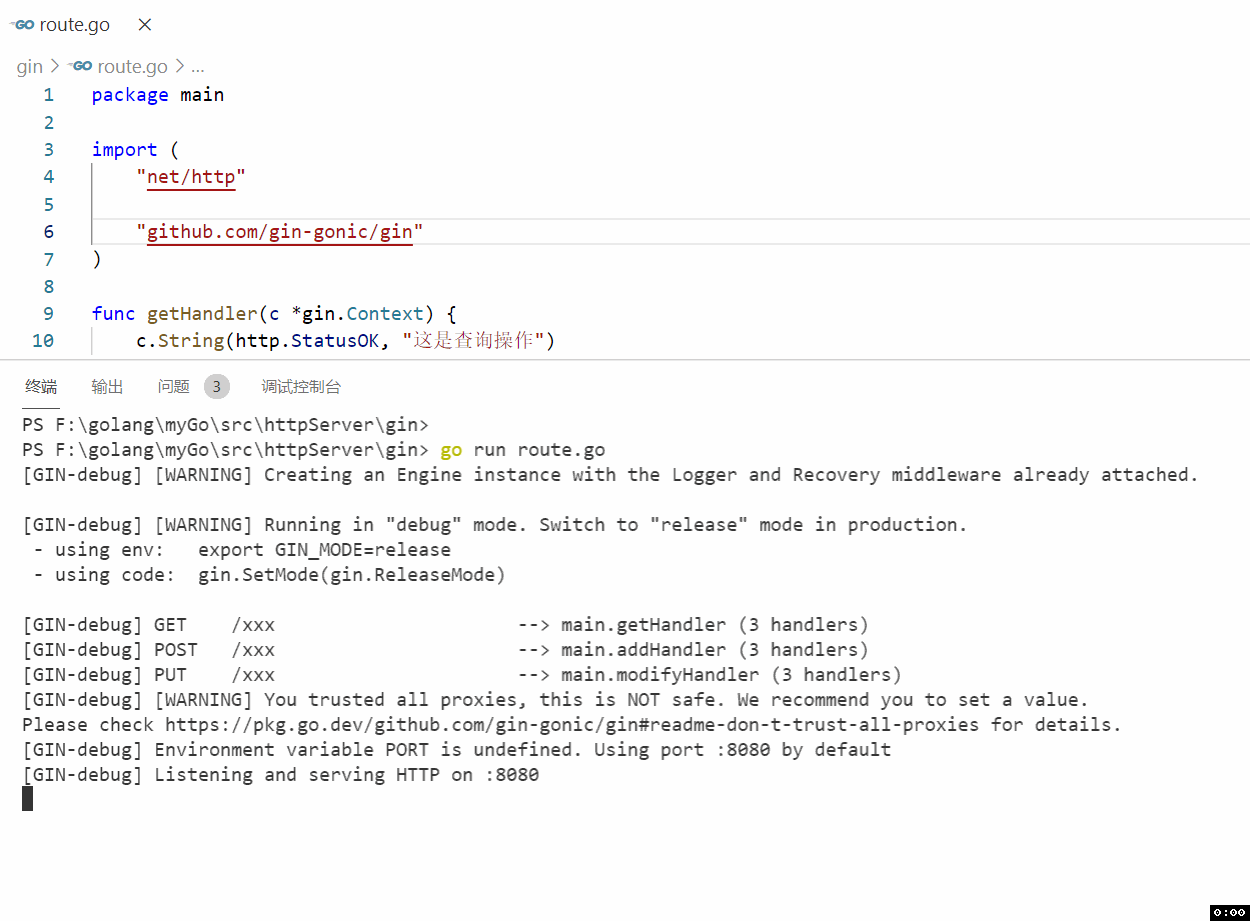 GO route.go ×
gin > GO route.go > ...
1 package main
2
3 import (
4 "net/http"
5
6 "github.com/gin-gonic/gin"
7 )
8
9 func getHandler(c *gin.Context) {
10 c.String(http.StatusOK, "这是查询操作")
终端 输出 问题 3 调试控制台
PS F:\golang\myGo\src\httpServer\gin>
PS F:\golang\myGo\src\httpServer\gin> go run route.go
[GIN-debug] [WARNING] Creating an Engine instance with the Logger and Recovery middleware already attached.
[GIN-debug] [WARNING] Running in "debug" mode. Switch to "release" mode in production.
- using env: export GIN_MODE=release
- using code: gin.SetMode(gin.ReleaseMode)
[GIN-debug] GET /xxx --> main.getHandler (3 handlers)
[GIN-debug] POST /xxx --> main.addHandler (3 handlers)
[GIN-debug] PUT /xxx --> main.modifyHandler (3 handlers)
[GIN-debug] [WARNING] You trusted all proxies, this is NOT safe. We recommend you to set a value.
Please check https://pkg.go.dev/github.com/gin-gonic/gin#readme-don-t-trust-all-proxies for details.
[GIN-debug] Environment variable PORT is undefined. Using port :8080 by default
[GIN-debug] Listening and serving HTTP on :8080
0:00